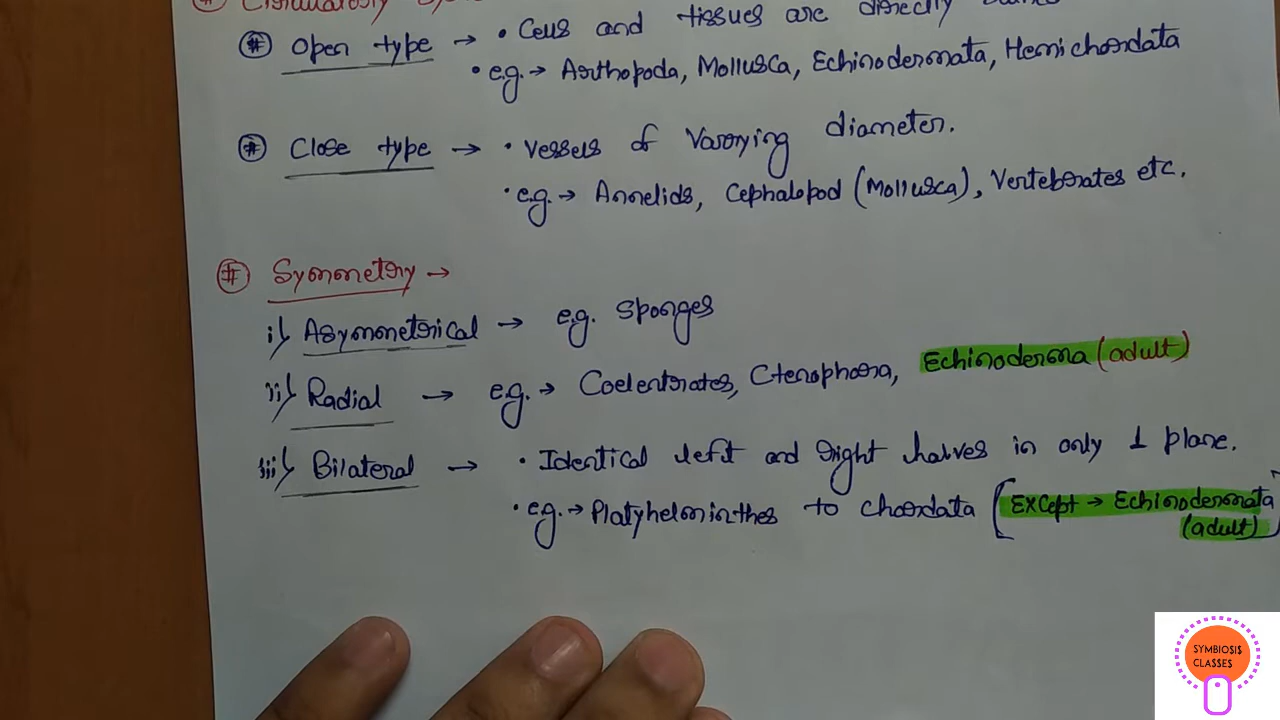 # Circulatory
# Open type → • Cells and tissues are directly
• e.g. → Arthopoda, Mollusca, Echinodermata, Hemichordata
# Close type → • Vessels of Varying diameter.
• e.g. → Annelids, Cephalopod (Mollusca), Vertebrates etc.
# Symmetry →
i) Asymmetrical → e.g. Sponges
ii) Radial → e.g. → Coelentrates, Ctenophora, Echinoderma (adult)
iii) Bilateral → • Identical left and right halves in only 1 plane.
• e.g. → Platyhelminthes to Chordata [Except → Echinodermata
(adult)]
SYMBIOSIS
CLASSES